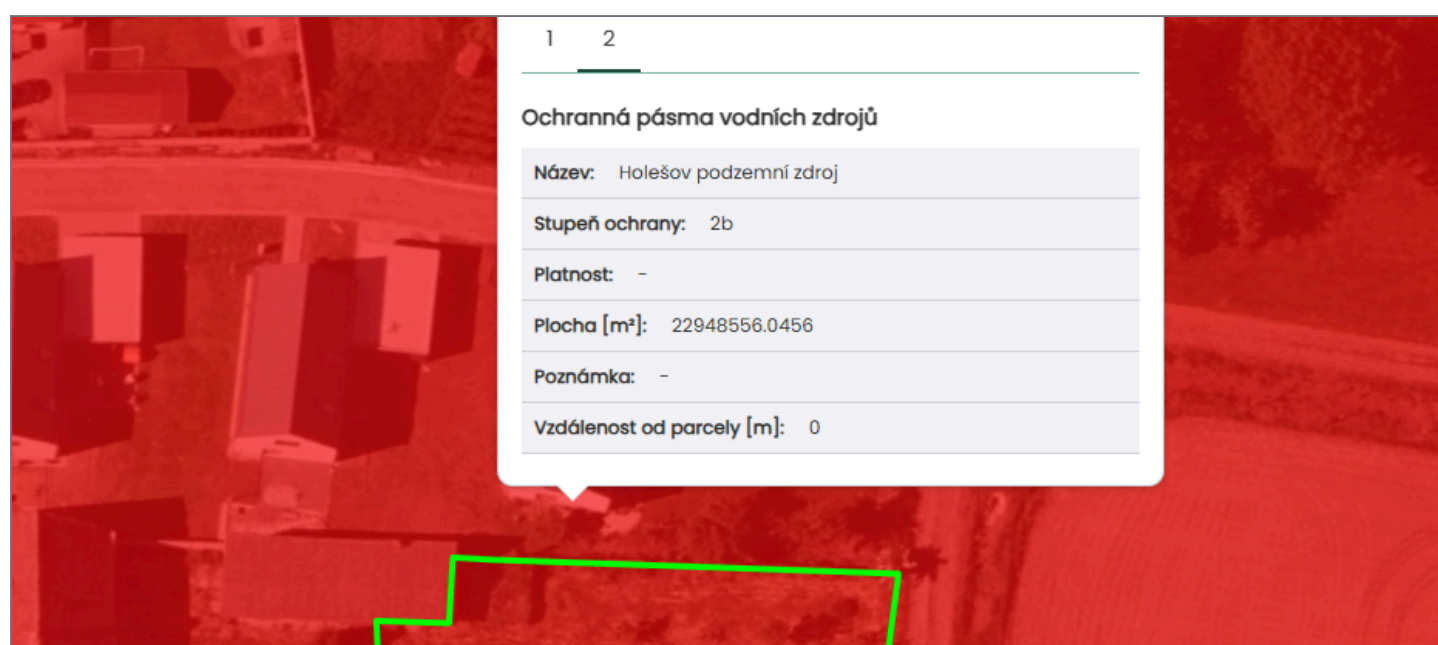 1 2
Ochranná pásma vodních zdrojů
Název: Holešov podzemní zdroj
Stupeň ochrany: 2b
Platnost: -
Plocha [m²]: 22948556.0456
Poznámka: -
Vzdálenost od parcely [m]: 0